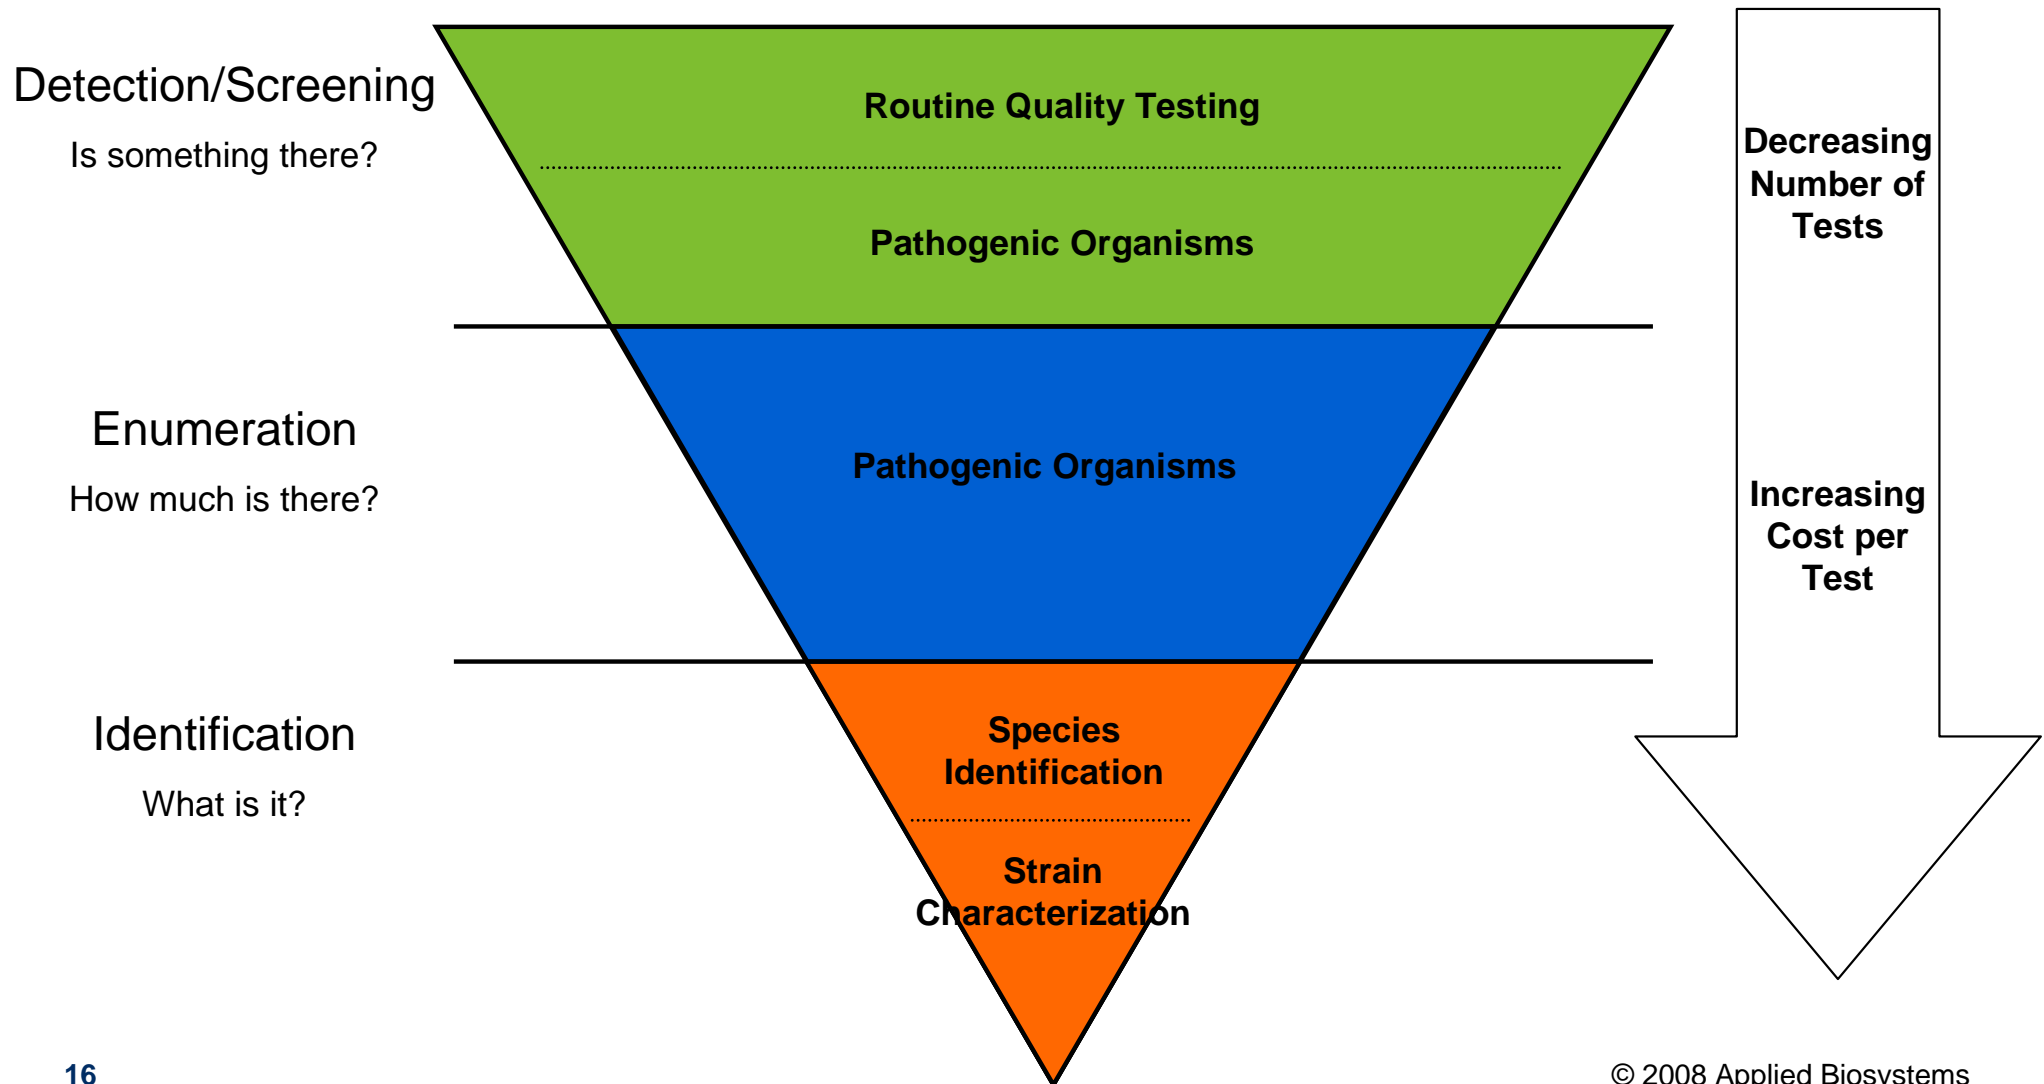 Detection/Screening
Is something there?
Routine Quality Testing
Pathogenic Organisms
Decreasing
Number of
Tests
Enumeration
How much is there?
Pathogenic Organisms
Increasing
Cost per
Test
Identification
What is it?
Species
Identification
Strain
Characterization
16
© 2008 Applied Biosystems